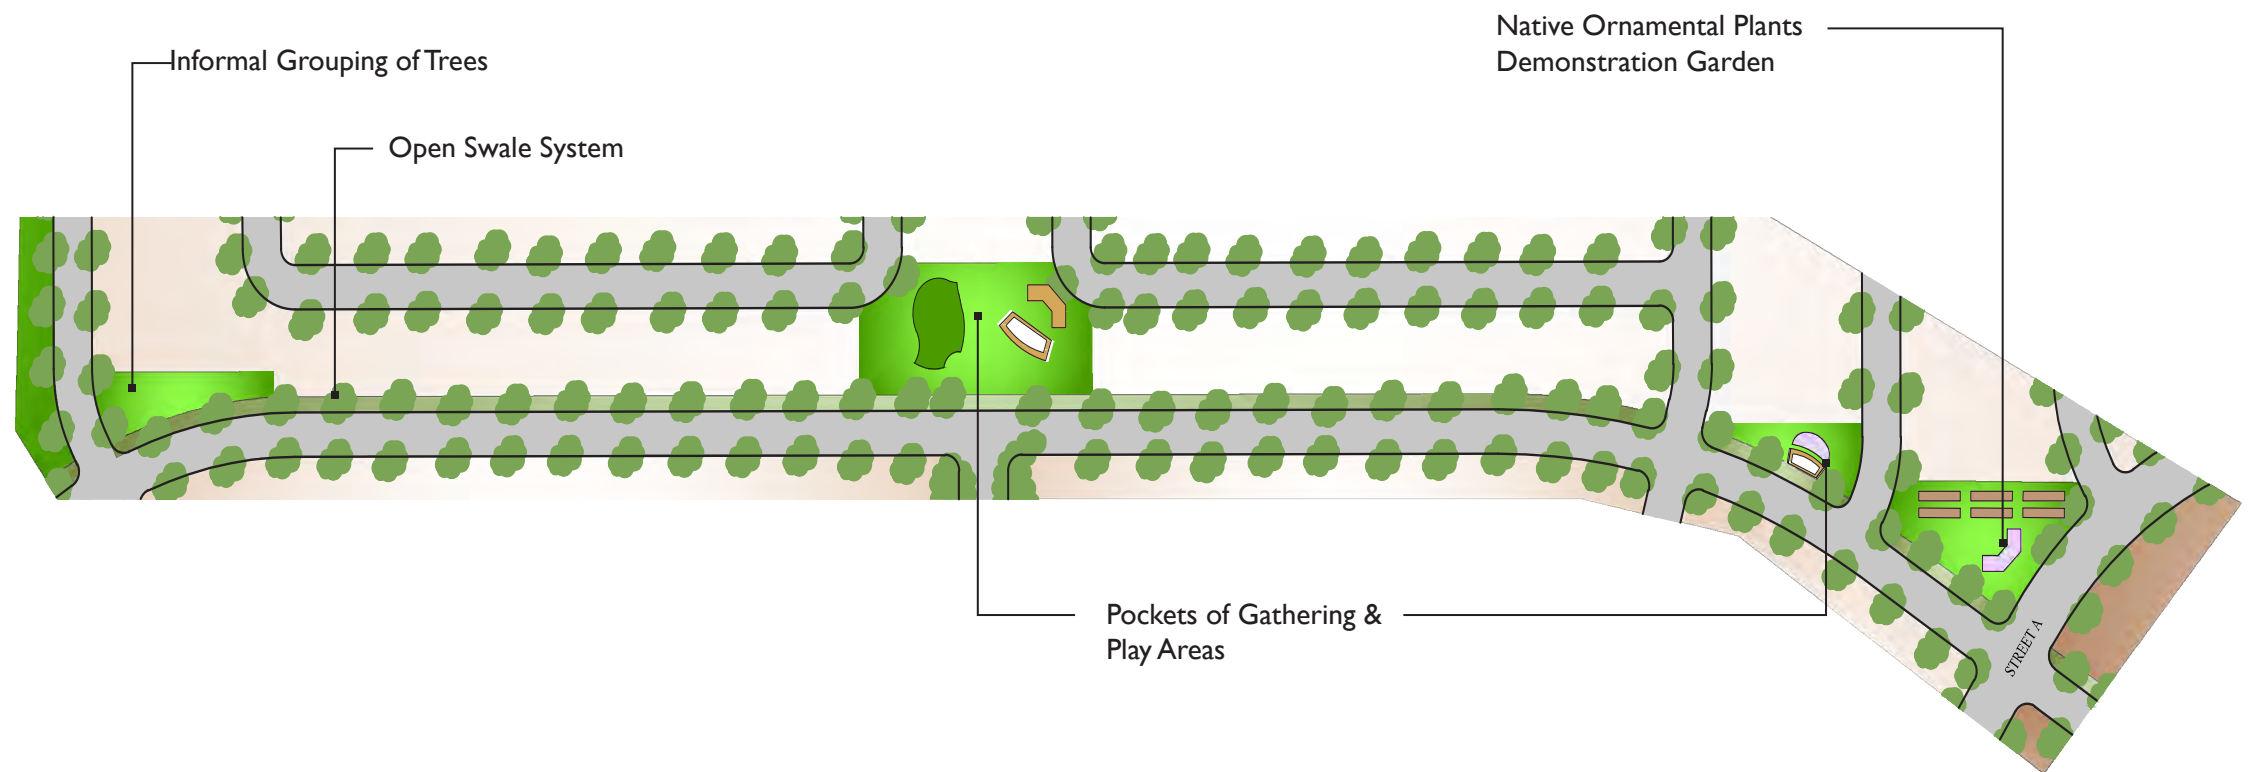 Native Ornamental Plants
Demonstration Garden
Informal Grouping of Trees
Open Swale System
Pockets of Gathering &
Play Areas
STREET A